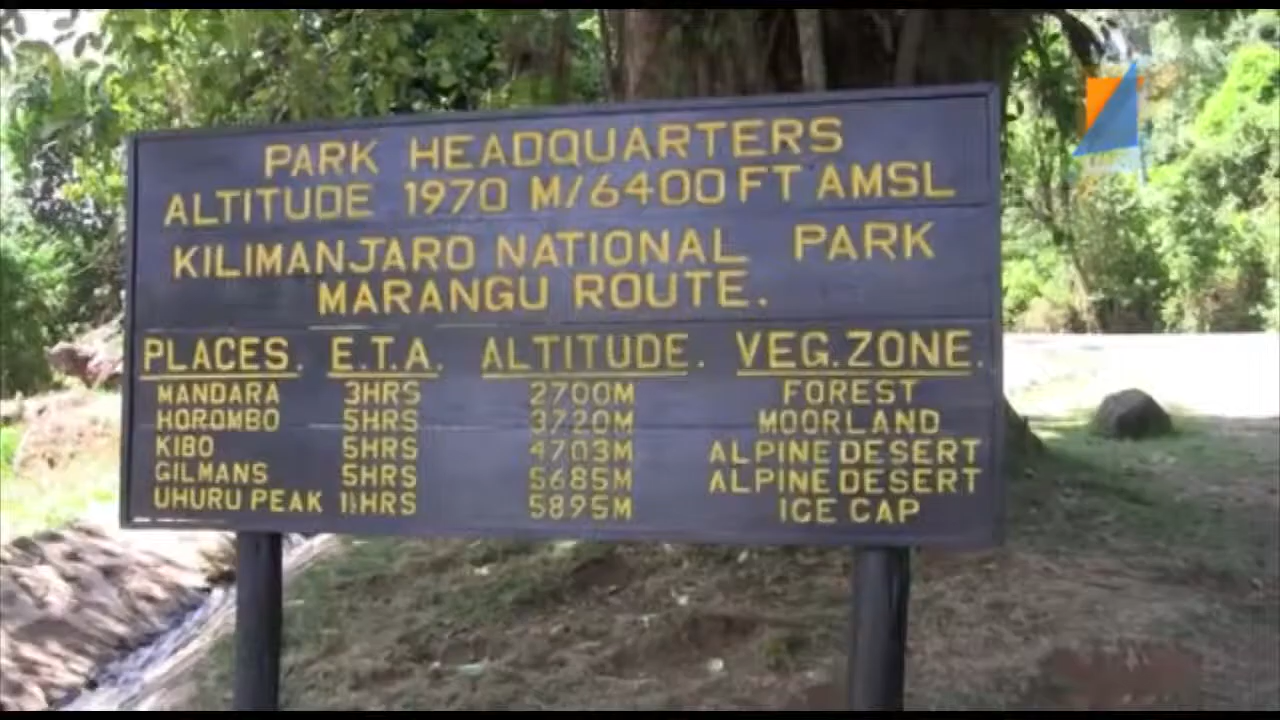 PARK HEADQUARTERS
ALTITUDE 1970 M/6400 FT AMSL
KILIMANJARO NATIONAL PARK
MARANGU ROUTE.
PLACES. E.T.A. ALTITUDE. VEG.ZONE.
MANDARA 3HRS 2700M FOREST
HOROMBO 5HRS 3720M MOORLAND
KIBO 5HRS 4703M ALPINE DESERT
GILMANS 5HRS 5685M ALPINE DESERT
UHURU PEAK 1½HRS 5895M ICE CAP